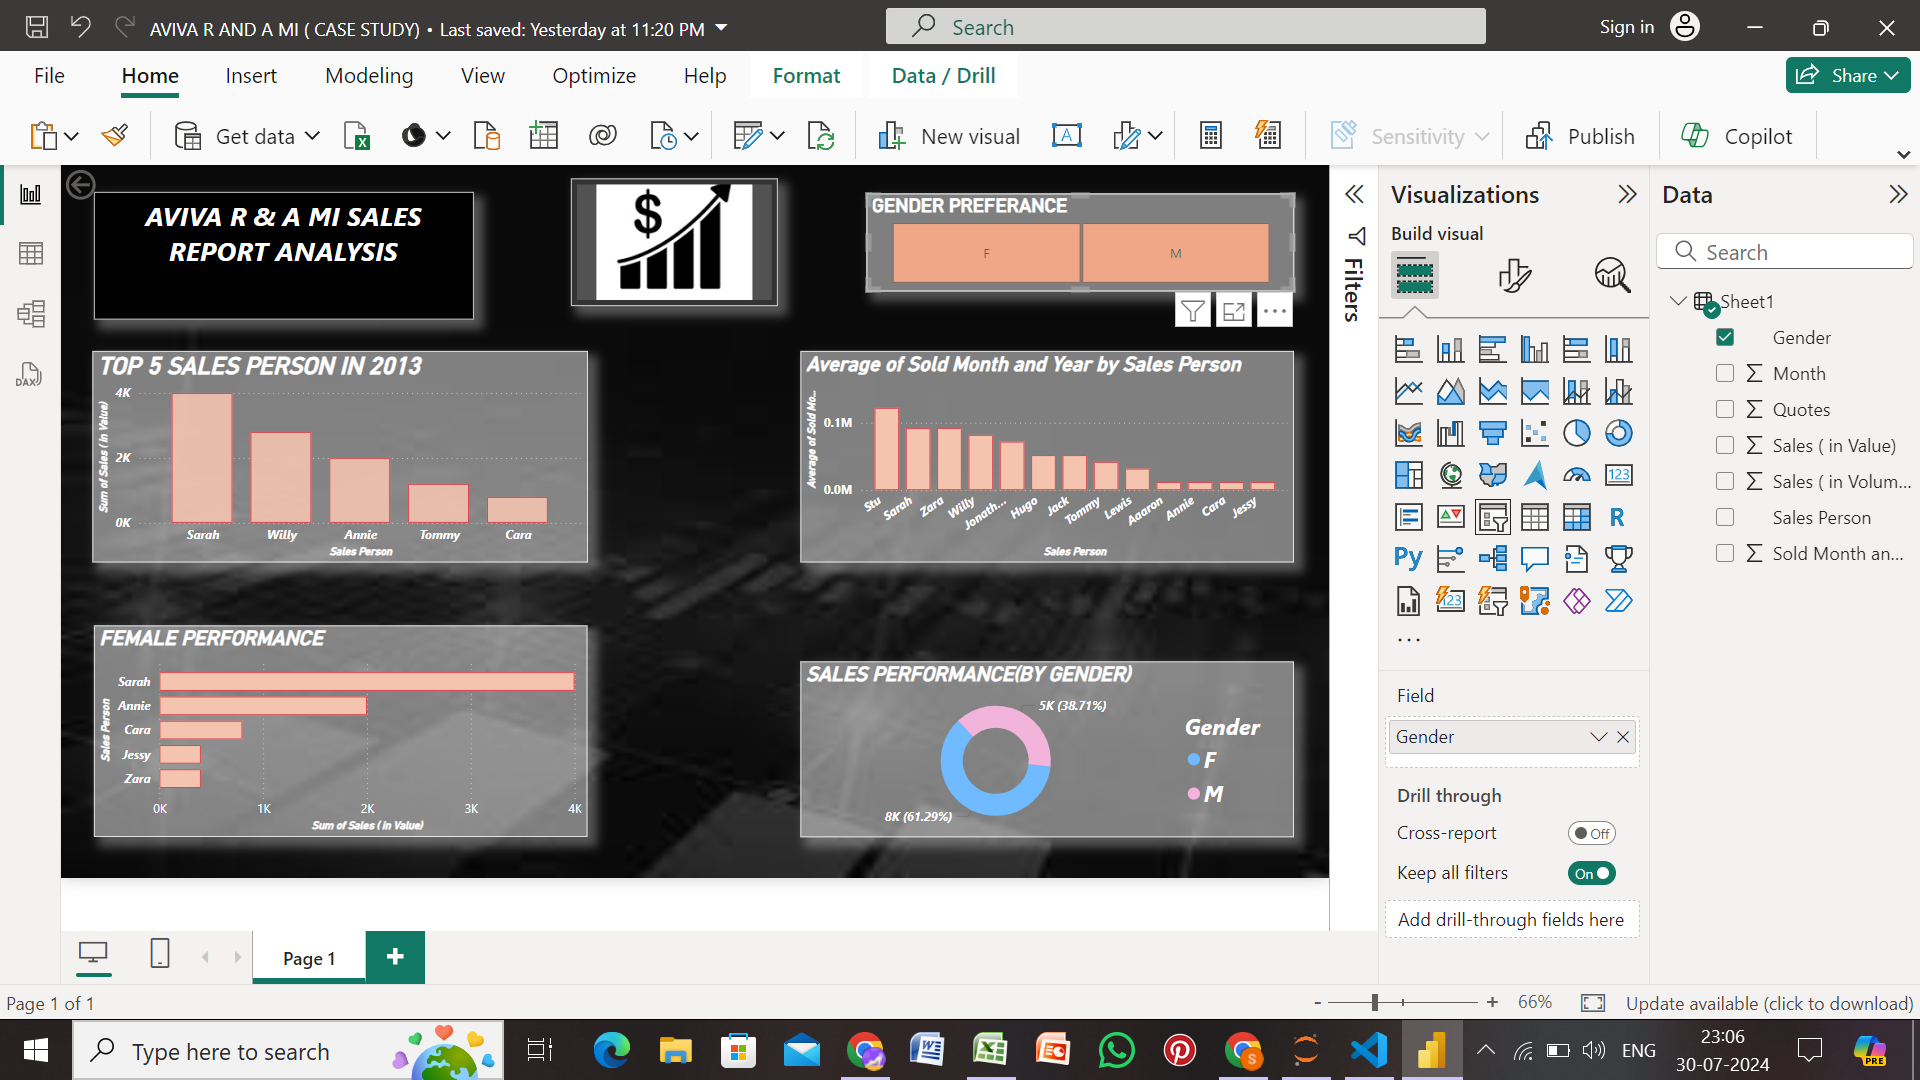 AVIVA R AND A MI ( CASE STUDY) • Last saved: Yesterday at 11:20 PM
Search
Sign in
File
Home
Insert
Modeling
View
Optimize
Help
Format
Data / Drill
Share
Get data
New visual
A
Sensitivity
Publish
Copilot
AVIVA R & A MI SALES
REPORT ANALYSIS
$
GENDER PREFERANCE
F
M
TOP 5 SALES PERSON IN 2013
Sum of Sales ( in Value)
4K
2K
0K
Sarah
Willy
Annie
Tommy
Cara
Sales Person
Average of Sold Month and Year by Sales Person
Average of Sold Mo...
0.1M
0.0M
Stu
Sarah
Zara
Willy
Jonath...
Hugo
Jack
Tommy
Lewis
Aaaron
Annie
Cara
Jessy
Sales Person
FEMALE PERFORMANCE
Sales Person
Sarah
Annie
Cara
Jessy
Zara
0K
1K
2K
3K
4K
Sum of Sales ( in Value)
SALES PERFORMANCE(BY GENDER)
5K (38.71%)
8K (61.29%)
Gender
F
M
DAX
Filters
Visualizations
Build visual
123
R
Py
123
...
Field
Gender
Drill through
Cross-report
Off
Keep all filters
On
Add drill-through fields here
Data
Search
Sheet1
Gender
Month
Quotes
Sales ( in Value)
Sales ( in Volum...
Sales Person
Sold Month an...
Page 1
Page 1 of 1
- + 66%
Update available (click to download)
Type here to search
ENG
23:06
30-07-2024
PRE